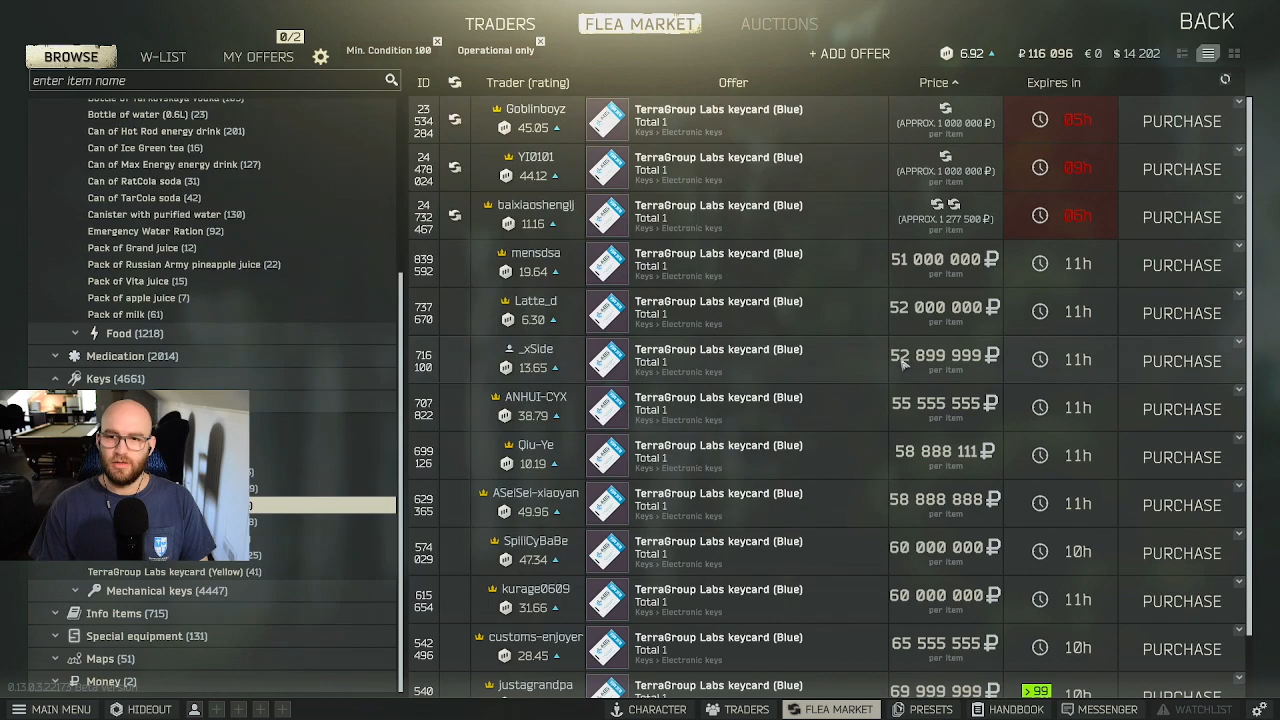 TRADERS
FLEA MARKET
AUCTIONS
BACK
0/2
BROWSE
W-LIST
MY OFFERS
Min. Condition 100
Operational only
+ ADD OFFER
6.92
₽ 116 096
€ 0
$ 14 202
enter item name
ID
Trader (rating)
Offer
Price
Expires in
Bottle of water (0.6L) (23)
Can of Hot Rod energy drink (201)
Can of Ice Green tea (16)
Can of Max Energy energy drink (127)
Can of RatCola soda (31)
Can of TarCola soda (42)
Canister with purified water (130)
Emergency Water Ration (92)
Pack of Grand juice (12)
Pack of Russian Army pineapple juice (22)
Pack of Vita juice (15)
Pack of apple juice (7)
Pack of milk (61)
Food (1218)
Medication (2014)
Keys (4661)
TerraGroup Labs keycard (Yellow) (41)
Mechanical keys (4447)
Info items (715)
Special equipment (131)
Maps (51)
Money (2)
0.13.0.3.22173 Beta version
23 534 284
Goblinboyz
45.05
TerraGroup Labs keycard (Blue)
Total 1
Keys > Electronic keys
(APPROX. 1 000 000 ₽)
per item
05h
PURCHASE
24 478 024
YI0101
44.12
TerraGroup Labs keycard (Blue)
Total 1
Keys > Electronic keys
(APPROX. 1 000 000 ₽)
per item
09h
PURCHASE
24 732 467
baixiaoshenglj
11.16
TerraGroup Labs keycard (Blue)
Total 1
Keys > Electronic keys
(APPROX. 1 277 500 ₽)
per item
06h
PURCHASE
839 592
mensdsa
19.64
TerraGroup Labs keycard (Blue)
Total 1
Keys > Electronic keys
51 000 000 ₽
per item
11h
PURCHASE
737 670
Latte_d
6.30
TerraGroup Labs keycard (Blue)
Total 1
Keys > Electronic keys
52 000 000 ₽
per item
11h
PURCHASE
716 100
_xSide
13.65
TerraGroup Labs keycard (Blue)
Total 1
Keys > Electronic keys
52 899 999 ₽
per item
11h
PURCHASE
707 822
ANHUI-CYX
38.79
TerraGroup Labs keycard (Blue)
Total 1
Keys > Electronic keys
55 555 555 ₽
per item
11h
PURCHASE
699 126
Qiu-Ye
10.19
TerraGroup Labs keycard (Blue)
Total 1
Keys > Electronic keys
58 888 111 ₽
per item
11h
PURCHASE
629 365
ASeiSei-xiaoyan
49.96
TerraGroup Labs keycard (Blue)
Total 1
Keys > Electronic keys
58 888 888 ₽
per item
11h
PURCHASE
574 029
SpillCyBaBe
47.34
TerraGroup Labs keycard (Blue)
Total 1
Keys > Electronic keys
60 000 000 ₽
per item
10h
PURCHASE
615 654
kurage0609
31.66
TerraGroup Labs keycard (Blue)
Total 1
Keys > Electronic keys
60 000 000 ₽
per item
11h
PURCHASE
542 496
customs-enjoyer
28.45
TerraGroup Labs keycard (Blue)
Total 1
Keys > Electronic keys
65 555 555 ₽
per item
10h
PURCHASE
540
justagrandpa
TerraGroup Labs keycard (Blue)
69 999 999 ₽
>99
10h
PURCHASE
MAIN MENU
HIDEOUT
CHARACTER
TRADERS
FLEA MARKET
PRESETS
HANDBOOK
MESSENGER
WATCHLIST